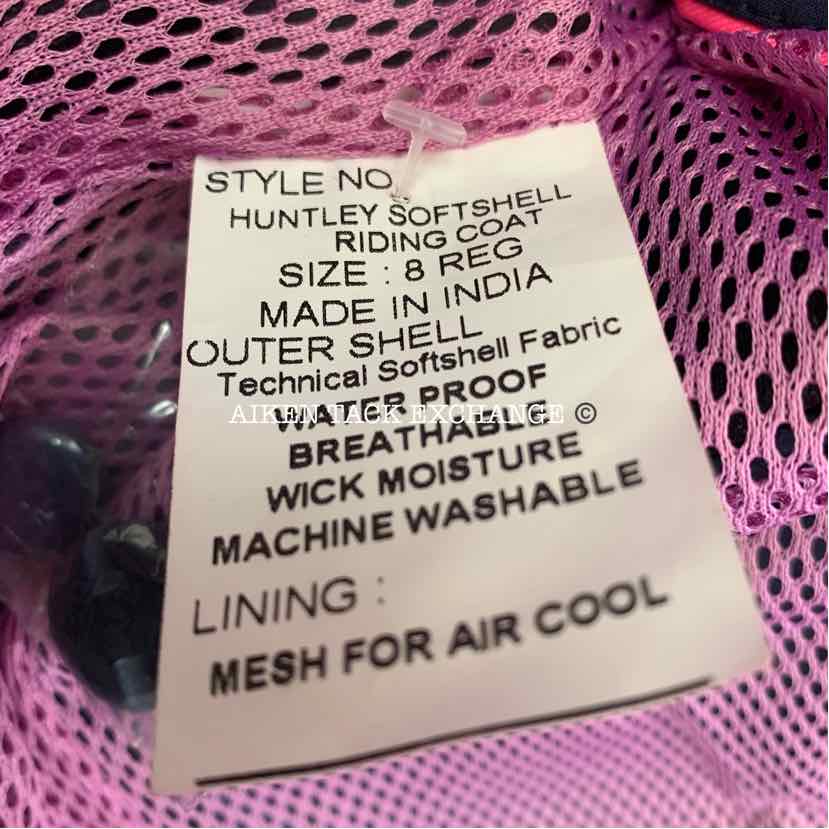 STYLE NO
HUNTLEY SOFTSHELL
RIDING COAT
SIZE : 8 REG
MADE IN INDIA
OUTER SHELL
Technical Softshell Fabric
WATER PROOF
AIKEN TACK EXCHANGE ©
BREATHABLE
WICK MOISTURE
MACHINE WASHABLE
LINING :
MESH FOR AIR COOL